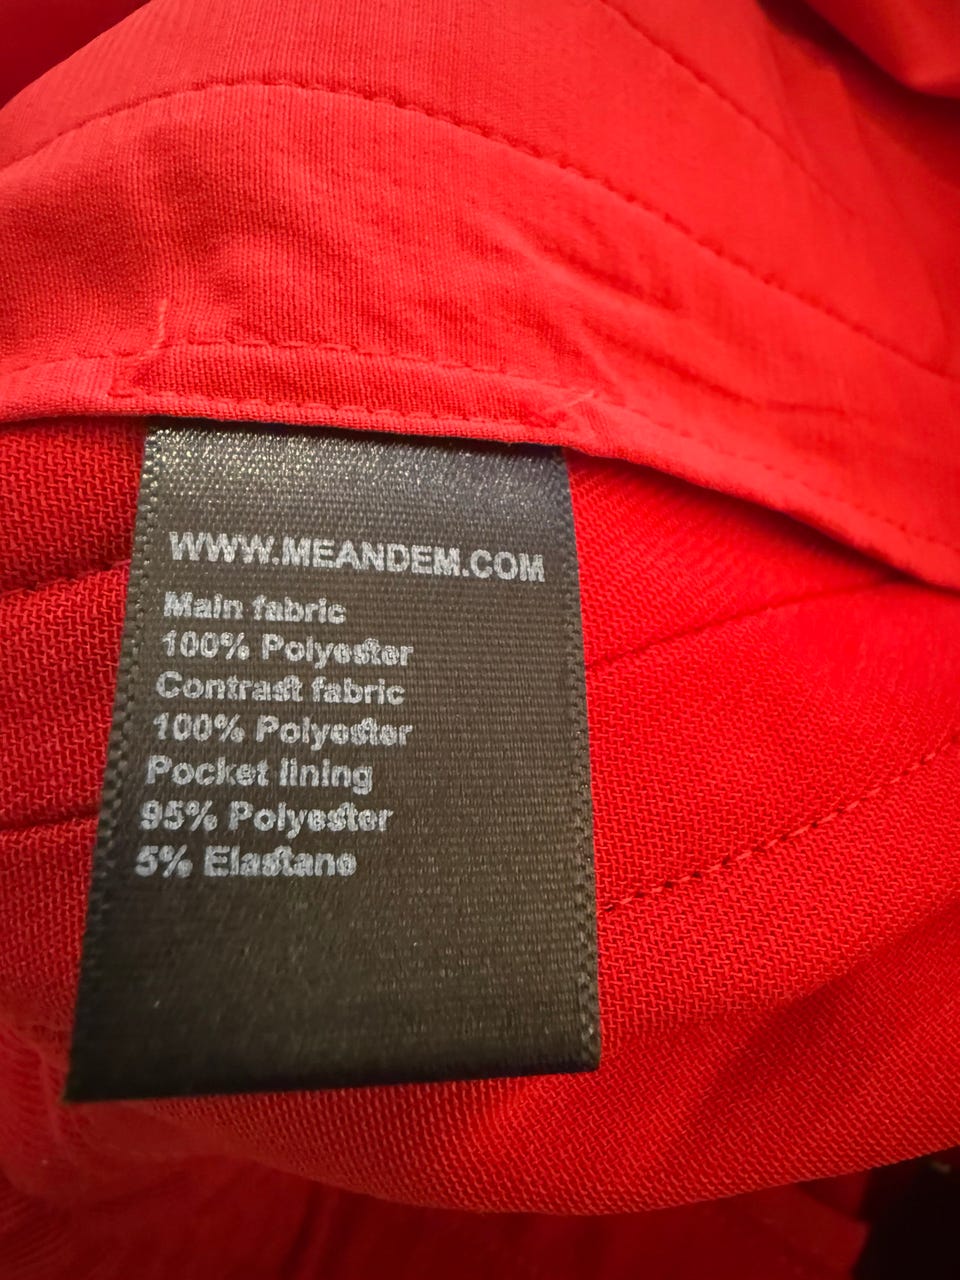 WWW.MEANDEM.COM
Main fabric
100% Polyester
Contrast fabric
100% Polyester
Pocket lining
95% Polyester
5% Elastane